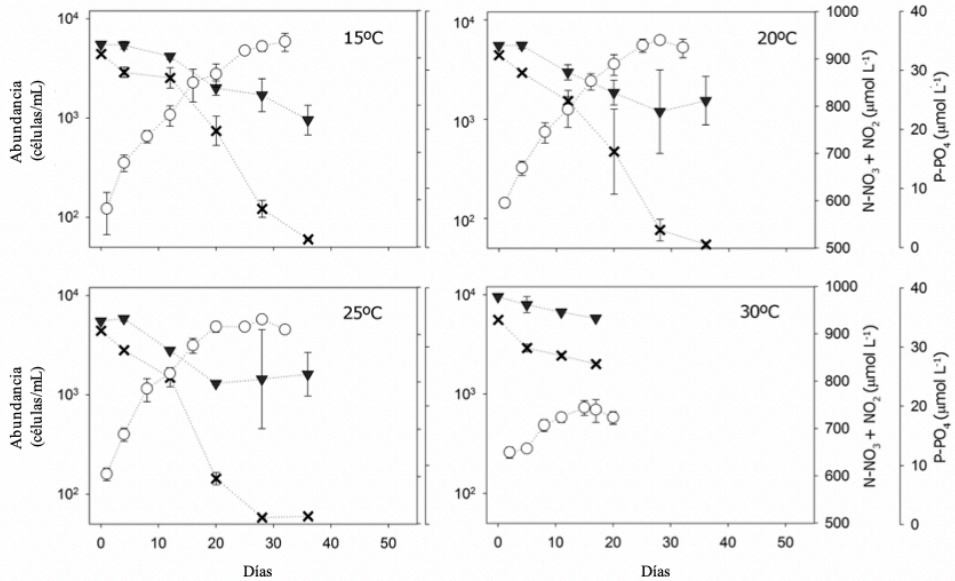 10⁴
10³
10²
Abundancia
(células/mL)
15ºC
20ºC
10⁴
10³
10²
1000
900
800
700
600
500
N-NO₃ + NO₂ (µmol L⁻¹)
40
30
20
10
0
P-PO₄ (µmol L⁻¹)
10⁴
10³
10²
Abundancia
(células/mL)
25ºC
0 10 20 30 40 50
Días
30ºC
10⁴
10³
10²
0 10 20 30 40 50
Días
1000
900
800
700
600
500
N-NO₃ + NO₂ (µmol L⁻¹)
40
30
20
10
0
P-PO₄ (µmol L⁻¹)